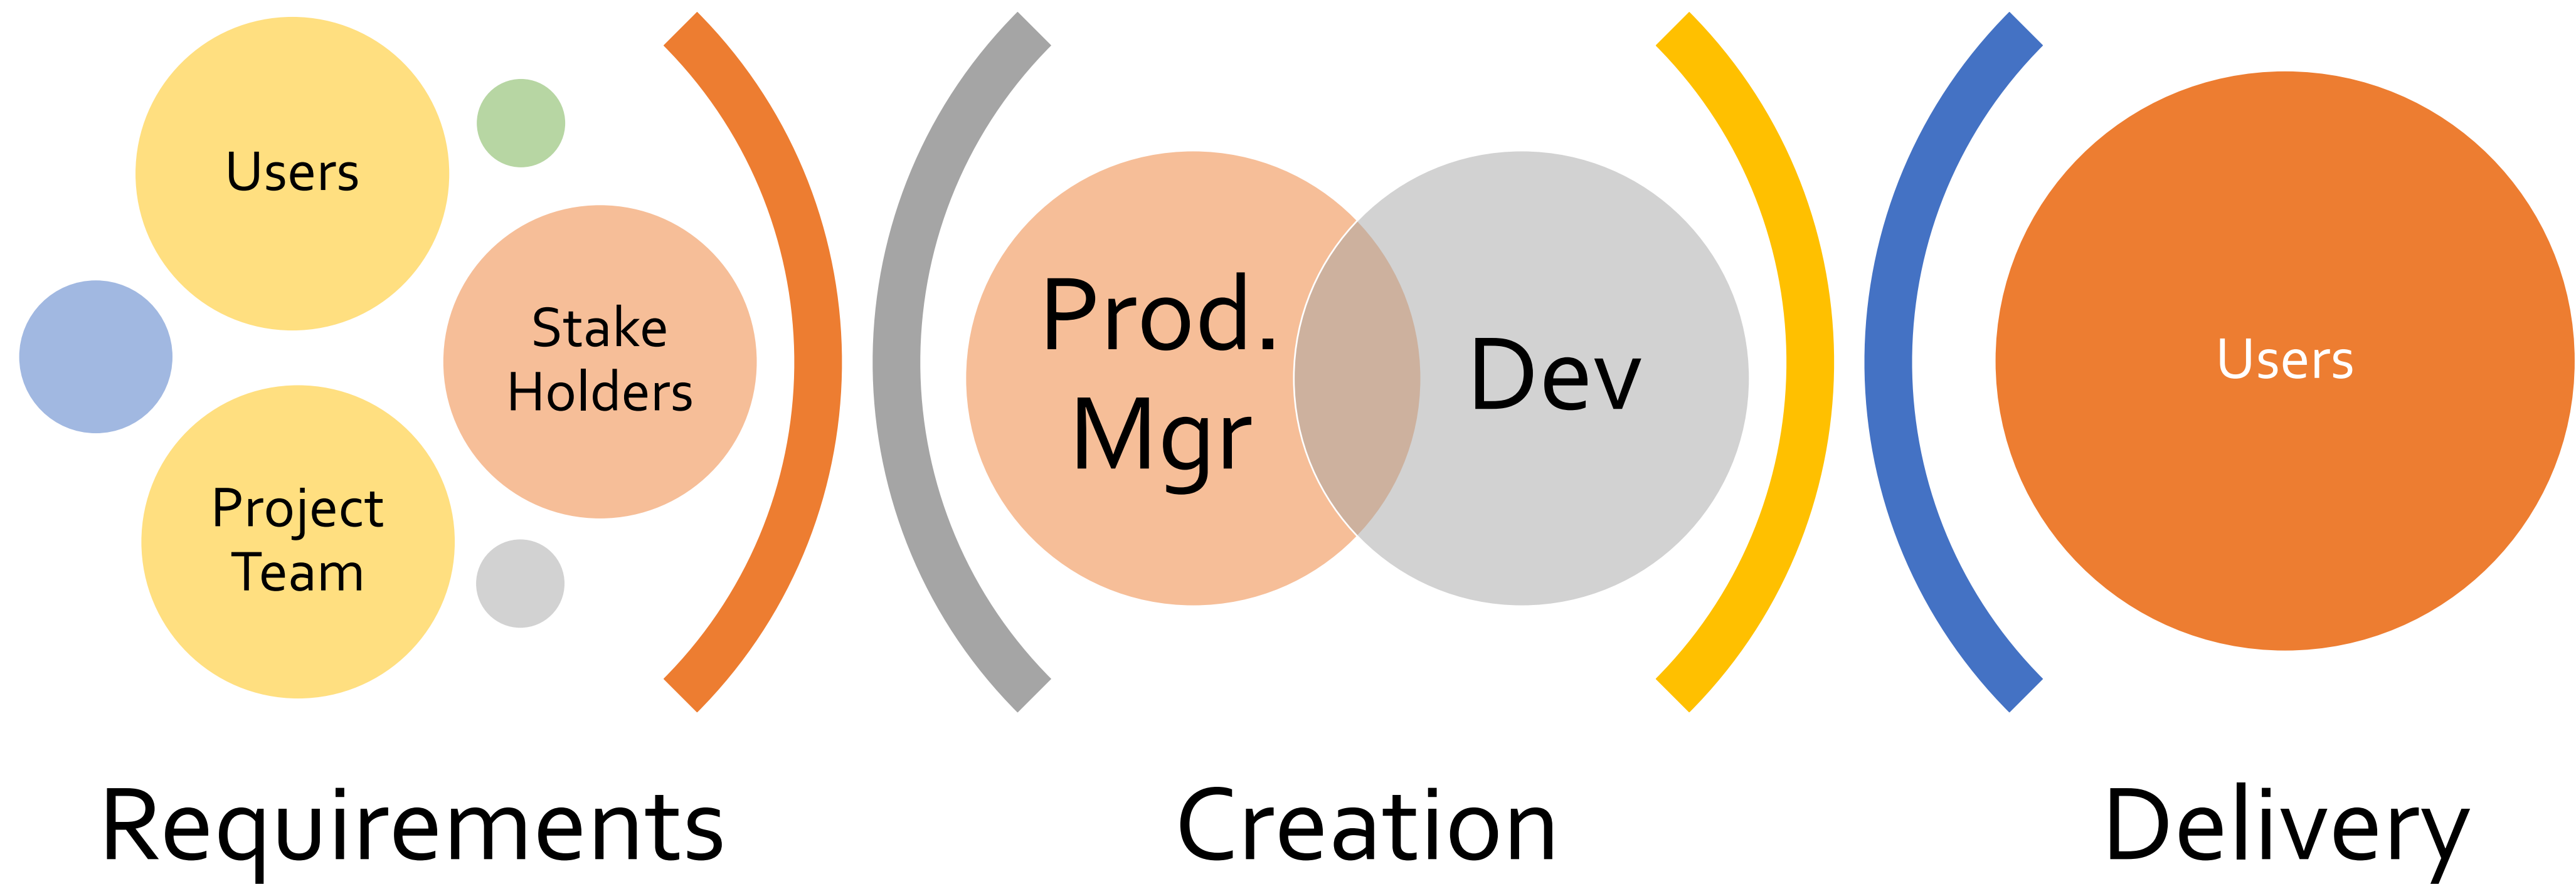 Users
Stake
Holders
Project
Team
Prod.
Mgr
Dev
Users
Requirements
Creation
Delivery